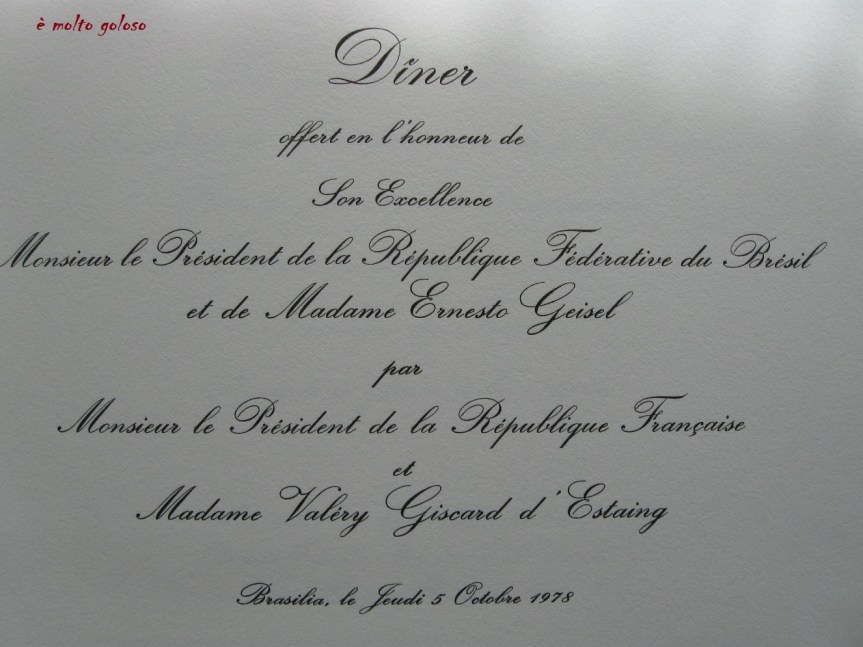 è molto goloso
Dîner
offert en l'honneur de
Son Excellence
Monsieur le Président de la République Fédérative du Brésil
et de Madame Ernesto Geisel
par
Monsieur le Président de la République Française
et
Madame Valéry Giscard d'Estaing
Brasilia, le Jeudi 5 Octobre 1978